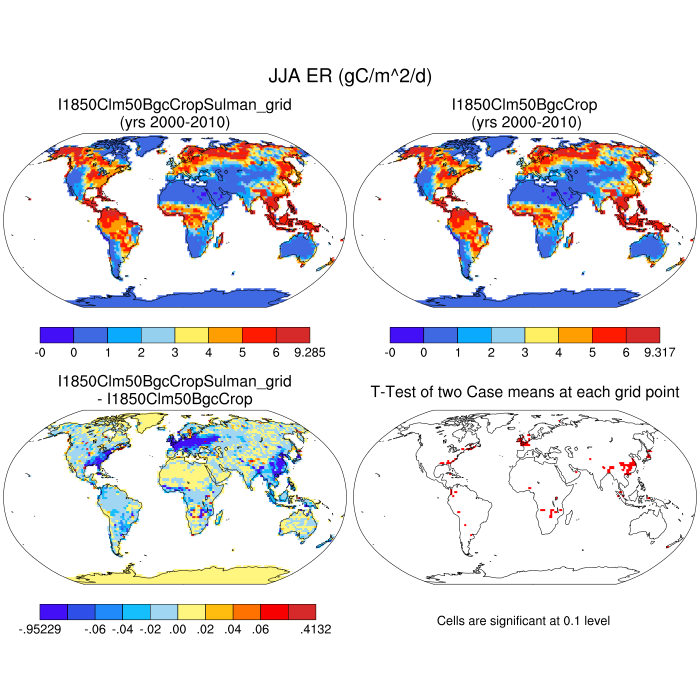 JJA ER (gC/m^2/d)
I1850Clm50BgcCropSulman_grid
(yrs 2000-2010)
I1850Clm50BgcCrop
(yrs 2000-2010)
-0 0 1 2 3 4 5 6 9.285
-0 0 1 2 3 4 5 6 9.317
I1850Clm50BgcCropSulman_grid
- I1850Clm50BgcCrop
T-Test of two Case means at each grid point
-.95229 -.06 -.04 -.02 .00 .02 .04 .06 .4132
Cells are significant at 0.1 level